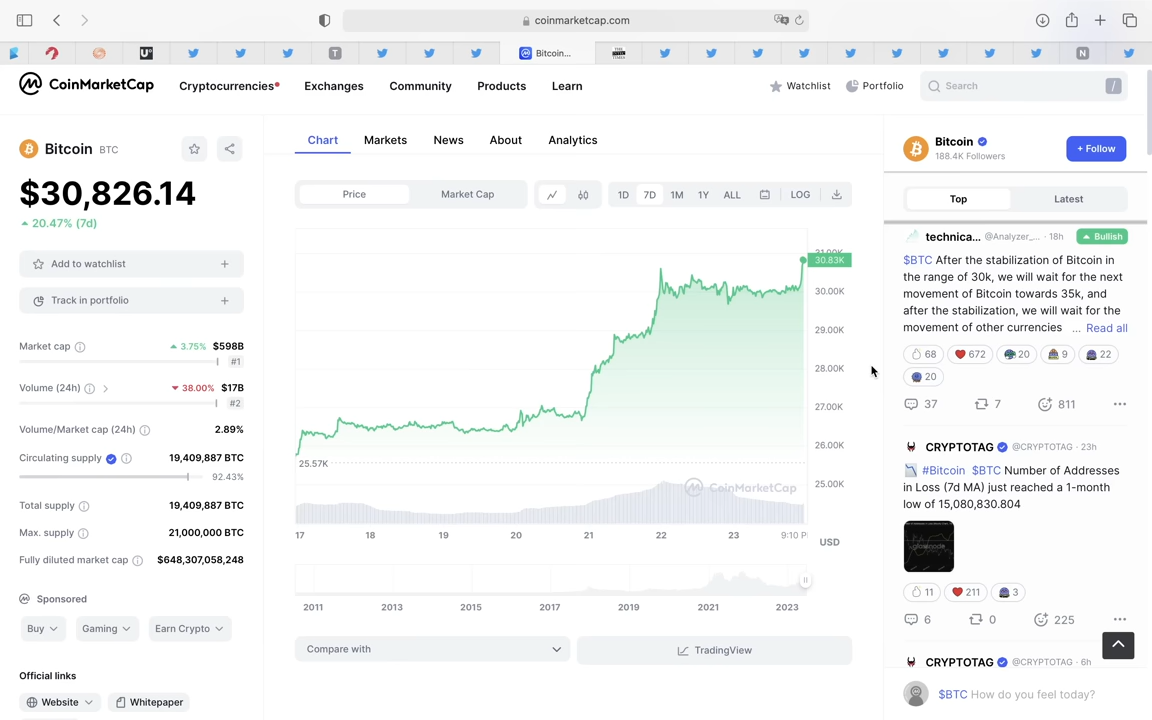 coinmarketcap.com
U
T
Bitcoin...
N
CoinMarketCap
Cryptocurrencies
Exchanges
Community
Products
Learn
Watchlist
Portfolio
Search
/
Bitcoin BTC
$30,826.14
20.47% (7d)
Add to watchlist +
Track in portfolio +
Market cap 3.75% $598B
#1
Volume (24h) 38.00% $17B
#2
Volume/Market cap (24h) 2.89%
Circulating supply 19,409,887 BTC
92.43%
Total supply 19,409,887 BTC
Max. supply 21,000,000 BTC
Fully diluted market cap $648,307,058,248
Sponsored
Buy Gaming Earn Crypto
Official links
Website Whitepaper
Chart Markets News About Analytics
Price Market Cap
1D 7D 1M 1Y ALL LOG
31.00K
30.83K
30.00K
29.00K
28.00K
27.00K
26.00K
25.00K
25.57K
CoinMarketCap
17 18 19 20 21 22 23 9:10 P
USD
2011 2013 2015 2017 2019 2021 2023
Compare with
TradingView
Bitcoin
188.4K Followers
+ Follow
Top Latest
technica... @Analyzer_... · 18h Bullish
$BTC After the stabilization of Bitcoin in
the range of 30k, we will wait for the next
movement of Bitcoin towards 35k, and
after the stabilization, we will wait for the
movement of other currencies ... Read all
68 672 20 9 22
20
37 7 811
CRYPTOTAG @CRYPTOTAG · 23h
#Bitcoin $BTC Number of Addresses
in Loss (7d MA) just reached a 1-month
low of 15,080,830.804
glassnode
11 211 3
6 0 225
CRYPTOTAG @CRYPTOTAG · 6h
$BTC How do you feel today?